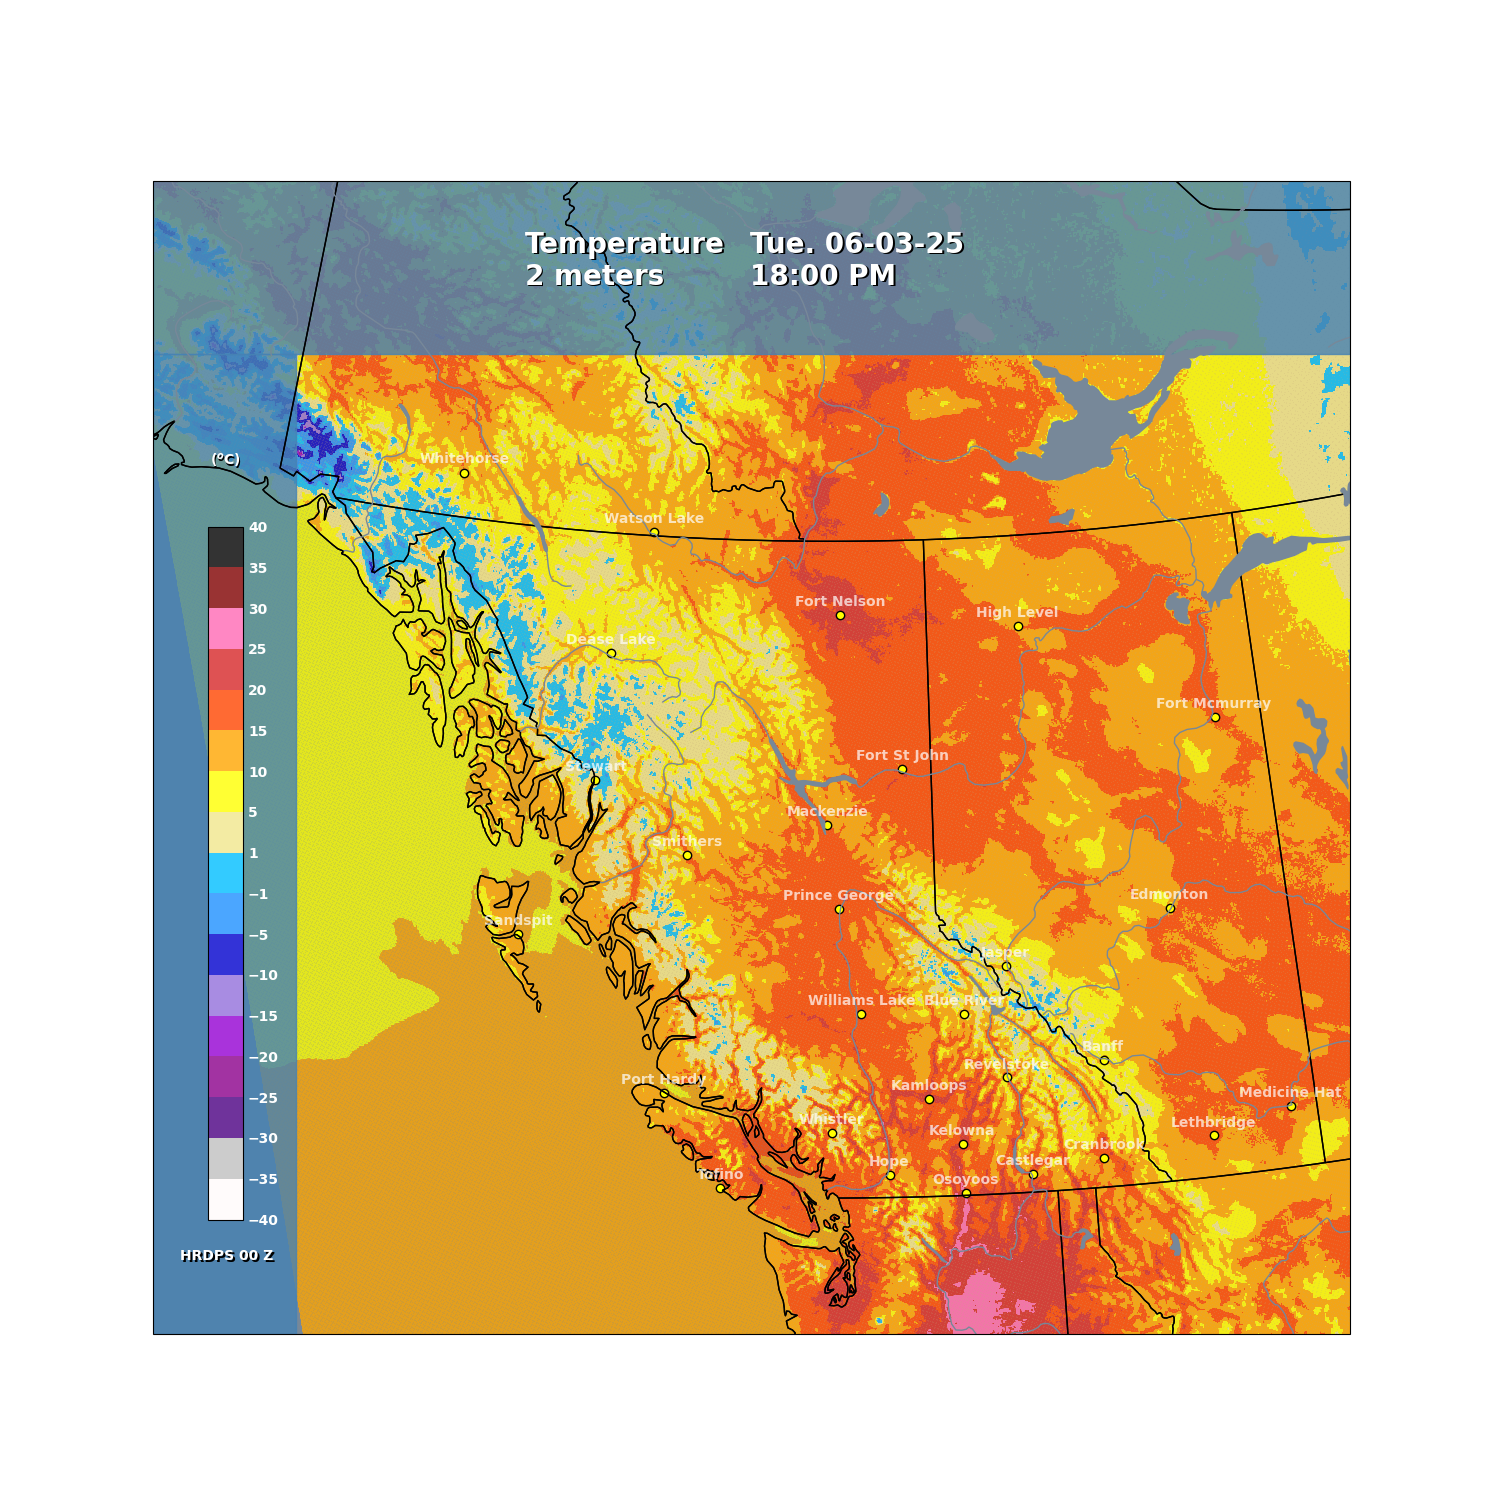 Temperature Tue. 06-03-25
2 meters 18:00 PM
(°C)
Whitehorse
Watson Lake
40
35
30
25
20
15
10
5
1
−1
−5
−10
−15
−20
−25
−30
−35
−40
Fort Nelson
High Level
Dease Lake
Fort Mcmurray
Fort St John
Stewart
Mackenzie
Smithers
Prince George
Edmonton
Sandspit
Jasper
Williams Lake
Blue River
Banff
Revelstoke
Port Hardy
Kamloops
Medicine Hat
Whistler
Lethbridge
Kelowna
Cranbrook
Hope
Castlegar
Tofino
Osoyoos
HRDPS 00 Z